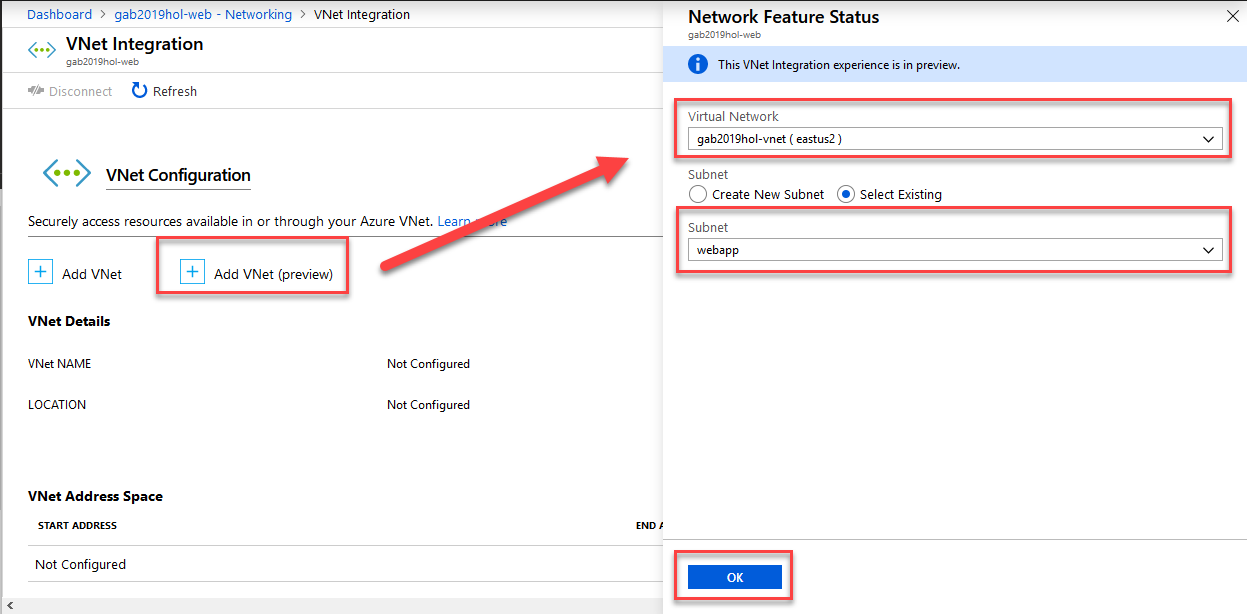 Dashboard > gab2019hol-web - Networking > VNet Integration
VNet Integration
gab2019hol-web
Disconnect Refresh
VNet Configuration
Securely access resources available in or through your Azure VNet. Learn more
Add VNet Add VNet (preview)
VNet Details
VNet NAME Not Configured
LOCATION Not Configured
VNet Address Space
START ADDRESS END A
Not Configured
Network Feature Status
gab2019hol-web
This VNet Integration experience is in preview.
Virtual Network
gab2019hol-vnet ( eastus2 )
Subnet
Create New Subnet Select Existing
Subnet
webapp
OK